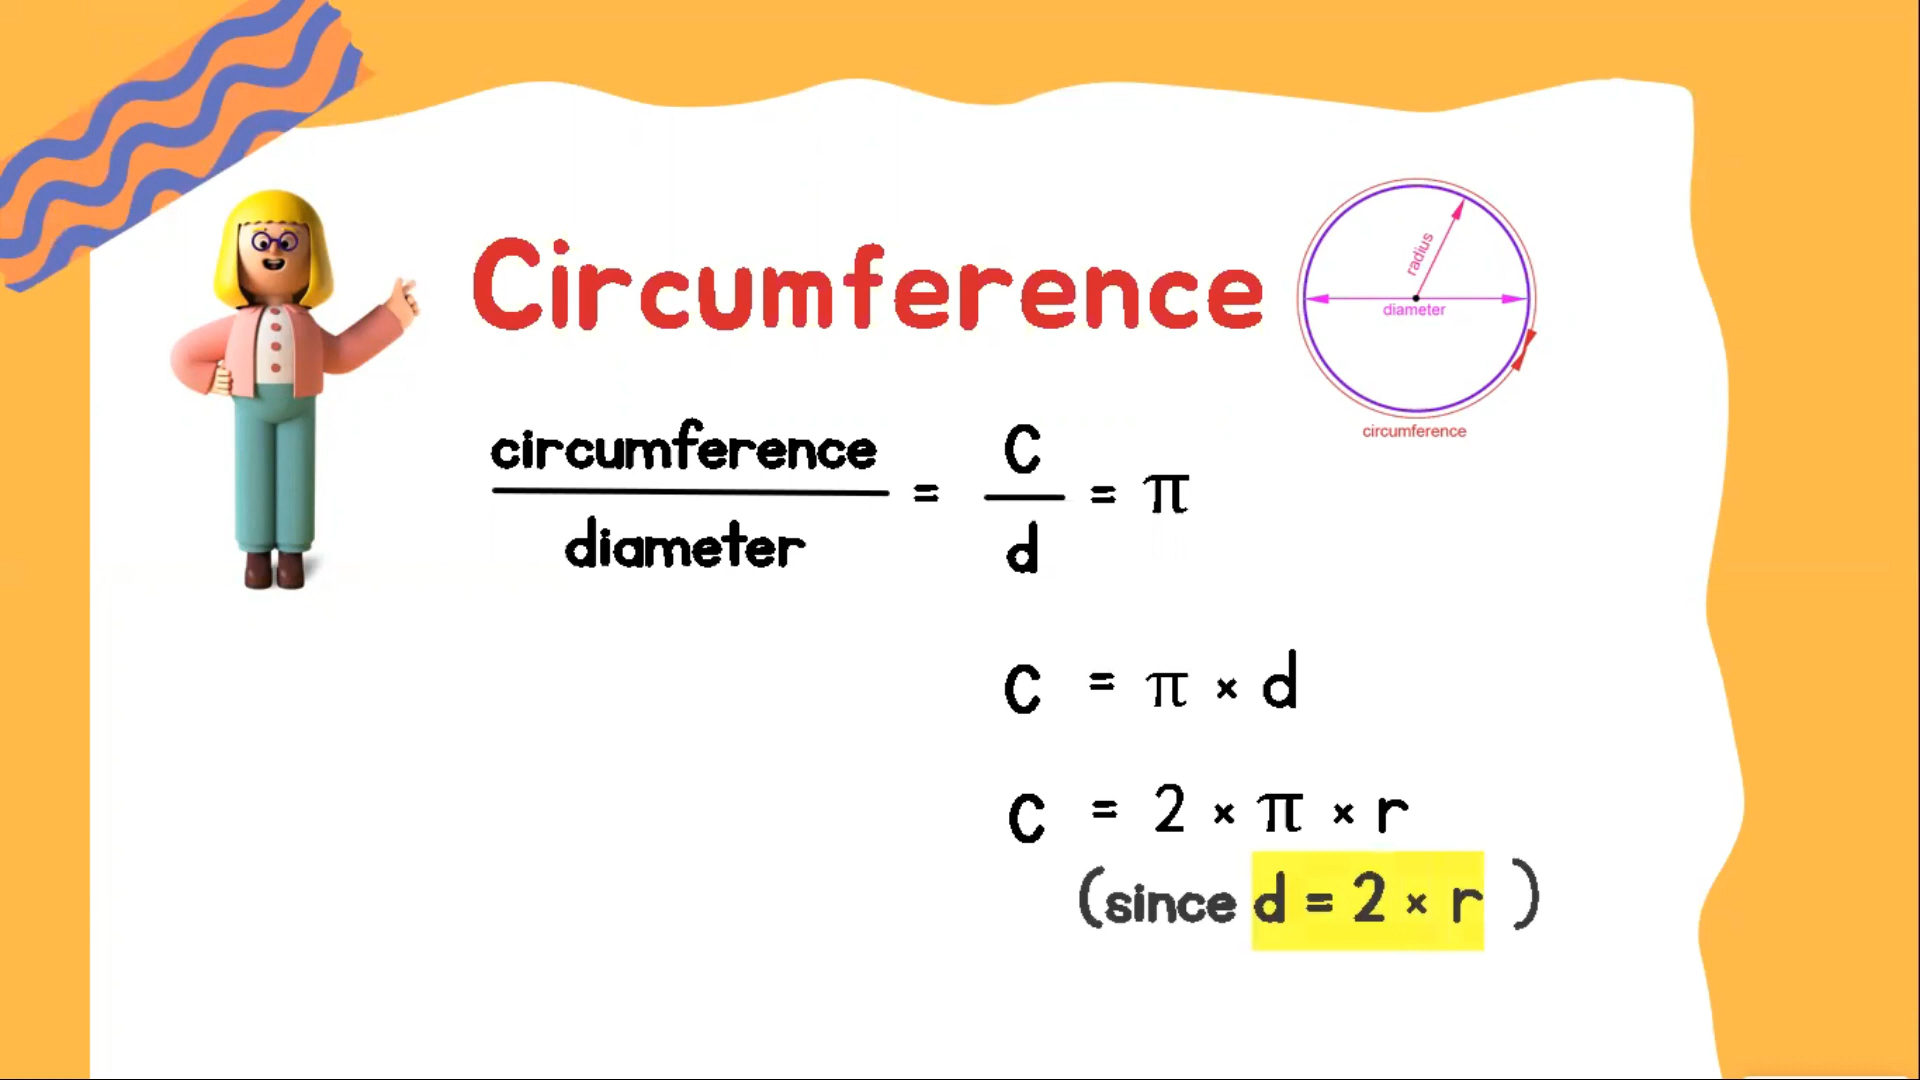 Circumference
radius
diameter
circumference
circumference / diameter = C / d = π
C = π × d
C = 2 × π × r
(since d = 2 × r )